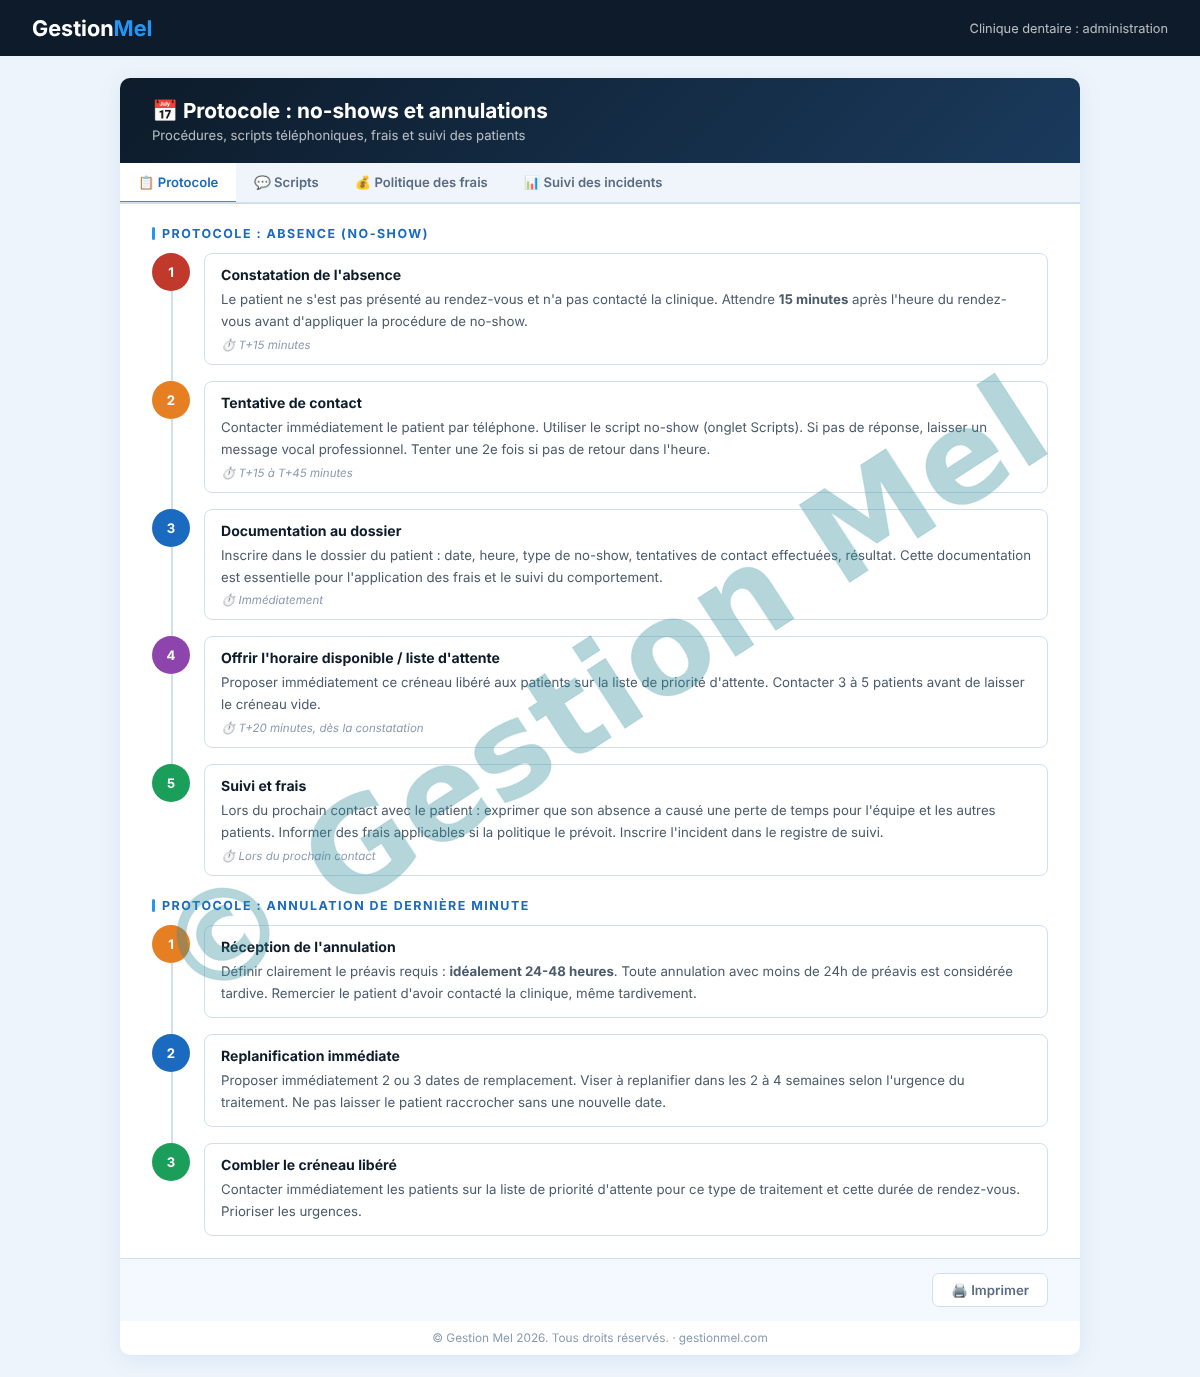 GestionMel
Clinique dentaire : administration
📅 Protocole : no-shows et annulations
Procédures, scripts téléphoniques, frais et suivi des patients
📋 Protocole
💬 Scripts
💰 Politique des frais
📊 Suivi des incidents
PROTOCOLE : ABSENCE (NO-SHOW)
1
Constatation de l'absence
Le patient ne s'est pas présenté au rendez-vous et n'a pas contacté la clinique. Attendre 15 minutes après l'heure du rendez-
vous avant d'appliquer la procédure de no-show.
⏱️ T+15 minutes
2
Tentative de contact
Contacter immédiatement le patient par téléphone. Utiliser le script no-show (onglet Scripts). Si pas de réponse, laisser un
message vocal professionnel. Tenter une 2e fois si pas de retour dans l'heure.
⏱️ T+15 à T+45 minutes
3
Documentation au dossier
Inscrire dans le dossier du patient : date, heure, type de no-show, tentatives de contact effectuées, résultat. Cette documentation
est essentielle pour l'application des frais et le suivi du comportement.
⏱️ Immédiatement
4
Offrir l'horaire disponible / liste d'attente
Proposer immédiatement ce créneau libéré aux patients sur la liste de priorité d'attente. Contacter 3 à 5 patients avant de laisser
le créneau vide.
⏱️ T+20 minutes, dès la constatation
5
Suivi et frais
Lors du prochain contact avec le patient : exprimer que son absence a causé une perte de temps pour l'équipe et les autres
patients. Informer des frais applicables si la politique le prévoit. Inscrire l'incident dans le registre de suivi.
⏱️ Lors du prochain contact
PROTOCOLE : ANNULATION DE DERNIÈRE MINUTE
1
Réception de l'annulation
Définir clairement le préavis requis : idéalement 24-48 heures. Toute annulation avec moins de 24h de préavis est considérée
tardive. Remercier le patient d'avoir contacté la clinique, même tardivement.
2
Replanification immédiate
Proposer immédiatement 2 ou 3 dates de remplacement. Viser à replanifier dans les 2 à 4 semaines selon l'urgence du
traitement. Ne pas laisser le patient raccrocher sans une nouvelle date.
3
Combler le créneau libéré
Contacter immédiatement les patients sur la liste de priorité d'attente pour ce type de traitement et cette durée de rendez-vous.
Prioriser les urgences.
🖨️ Imprimer
© Gestion Mel 2026. Tous droits réservés. · gestionmel.com
© Gestion Mel